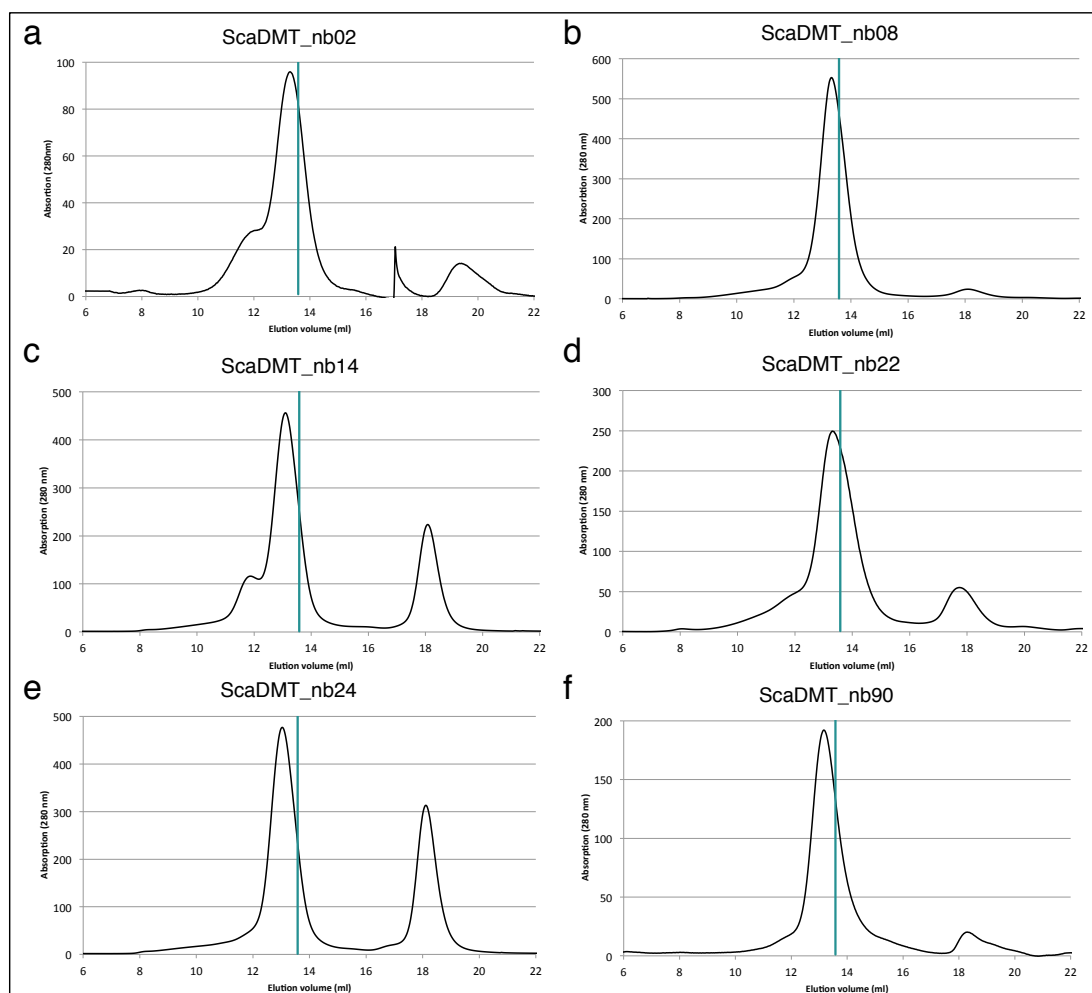 a
ScaDMT_nb02
100
80
60
40
20
0
Absortion (280nm)
6 8 10 12 14 16 18 20 22
Elution volume (ml)
b
ScaDMT_nb08
600
500
400
300
200
100
0
Absorbtion (280 nm)
6 8 10 12 14 16 18 20 22
Elution volume (ml)
c
ScaDMT_nb14
500
400
300
200
100
0
Absorption (280 nm)
6 8 10 12 14 16 18 20 22
Elution volume (ml)
d
ScaDMT_nb22
300
250
200
150
100
50
0
Absorption (280 nm)
6 8 10 12 14 16 18 20 22
Elution volume (ml)
e
ScaDMT_nb24
500
400
300
200
100
0
Absorption (280 nm)
6 8 10 12 14 16 18 20 22
Elution volume (ml)
f
ScaDMT_nb90
200
150
100
50
0
Absorption (280 nm)
6 8 10 12 14 16 18 20 22
Elution volume (ml)